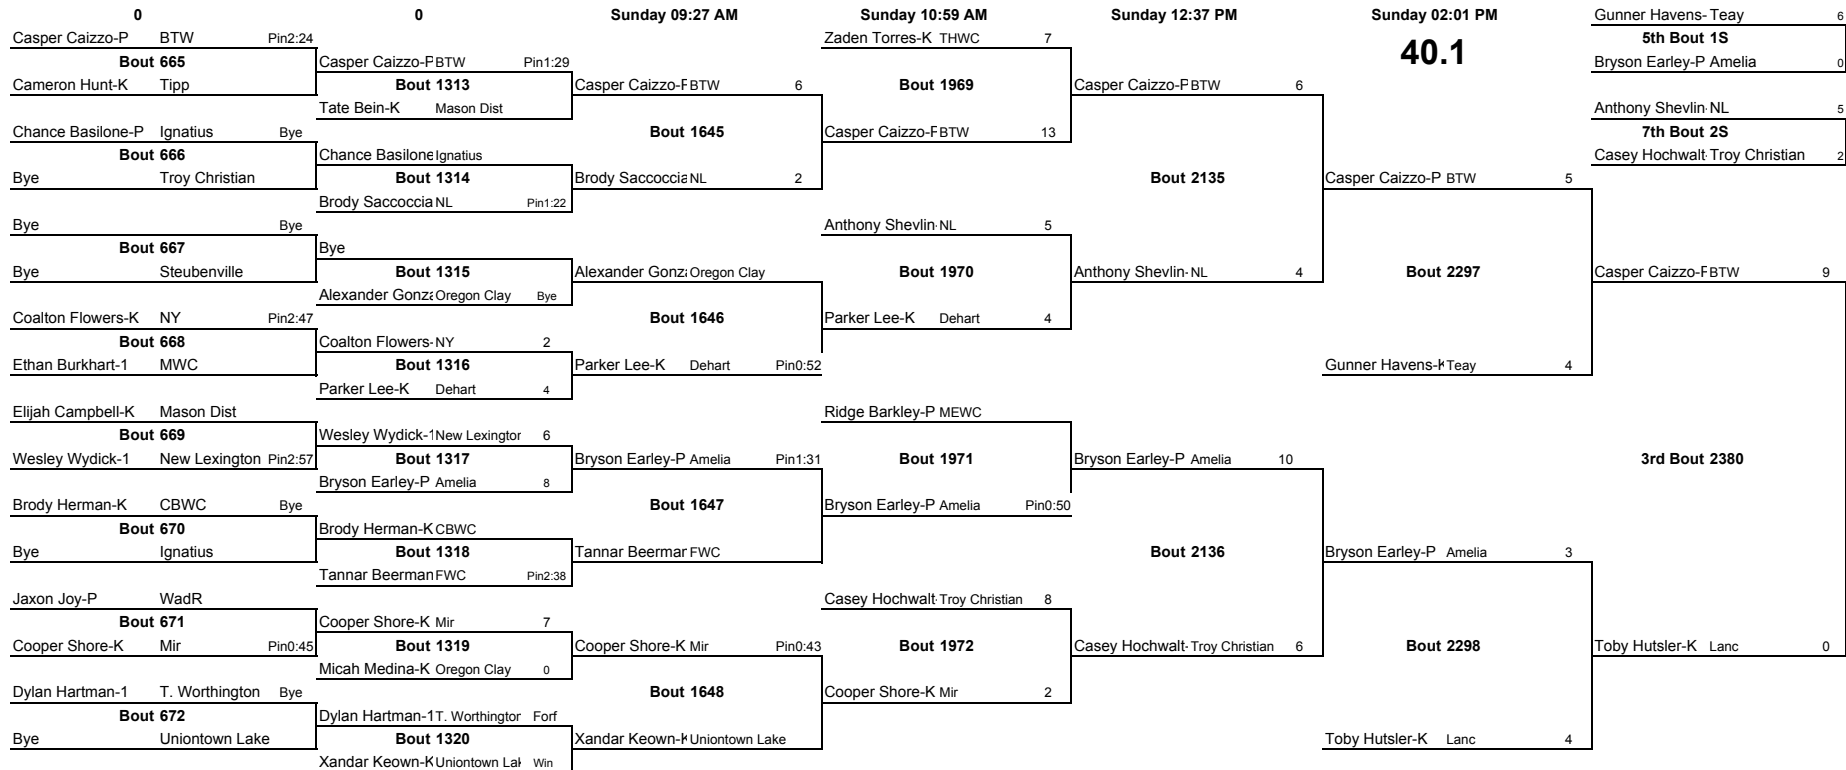 0 0 Sunday 09:27 AM Sunday 10:59 AM Sunday 12:37 PM Sunday 02:01 PM Gunner Havens- Teay 6
Casper Caizzo-P BTW Pin2:24 Zaden Torres-K THWC 7 40.1 5th Bout 1S
Bout 665 Casper Caizzo-P BTW Pin1:29 Bryson Earley-P Amelia 0
Cameron Hunt-K Tipp Bout 1313 Casper Caizzo-F BTW 6 Bout 1969 Casper Caizzo-P BTW 6
Tate Bein-K Mason Dist Anthony Shevlin- NL 5
Chance Basilone-P Ignatius Bye Bout 1645 Casper Caizzo-F BTW 13 7th Bout 2S
Bout 666 Chance Basilone Ignatius Casey Hochwalt- Troy Christian 2
Bye Troy Christian Bout 1314 Brody Saccoccia NL 2 Bout 2135 Casper Caizzo-P BTW 5
Brody Saccoccia NL Pin1:22
Bye Bye Anthony Shevlin- NL 5
Bout 667 Bye
Bye Steubenville Bout 1315 Alexander Gonza Oregon Clay Bout 1970 Anthony Shevlin- NL 4 Bout 2297 Casper Caizzo-F BTW 9
Alexander Gonza Oregon Clay Bye
Coalton Flowers-K NY Pin2:47 Bout 1646 Parker Lee-K Dehart 4
Bout 668 Coalton Flowers- NY 2
Ethan Burkhart-1 MWC Bout 1316 Parker Lee-K Dehart Pin0:52 Gunner Havens-K Teay 4
Parker Lee-K Dehart 4
Elijah Campbell-K Mason Dist Ridge Barkley-P MEWC
Bout 669 Wesley Wydick-1 New Lexington 6
Wesley Wydick-1 New Lexington Pin2:57 Bout 1317 Bryson Earley-P Amelia Pin1:31 Bout 1971 Bryson Earley-P Amelia 10 3rd Bout 2380
Bryson Earley-P Amelia 8
Brody Herman-K CBWC Bye Bout 1647 Bryson Earley-P Amelia Pin0:50
Bout 670 Brody Herman-K CBWC
Bye Ignatius Bout 1318 Tannar Beerman FWC Bout 2136 Bryson Earley-P Amelia 3
Tannar Beerman FWC Pin2:38
Jaxon Joy-P WadR Casey Hochwalt- Troy Christian 8
Bout 671 Cooper Shore-K Mir 7
Cooper Shore-K Mir Pin0:45 Bout 1319 Cooper Shore-K Mir Pin0:43 Bout 1972 Casey Hochwalt- Troy Christian 6 Bout 2298 Toby Hutsler-K Lanc 0
Micah Medina-K Oregon Clay 0
Dylan Hartman-1 T. Worthington Bye Bout 1648 Cooper Shore-K Mir 2
Bout 672 Dylan Hartman-1 T. Worthington Forf
Bye Uniontown Lake Bout 1320 Xandar Keown-K Uniontown Lake Toby Hutsler-K Lanc 4
Xandar Keown-K Uniontown Lak Win